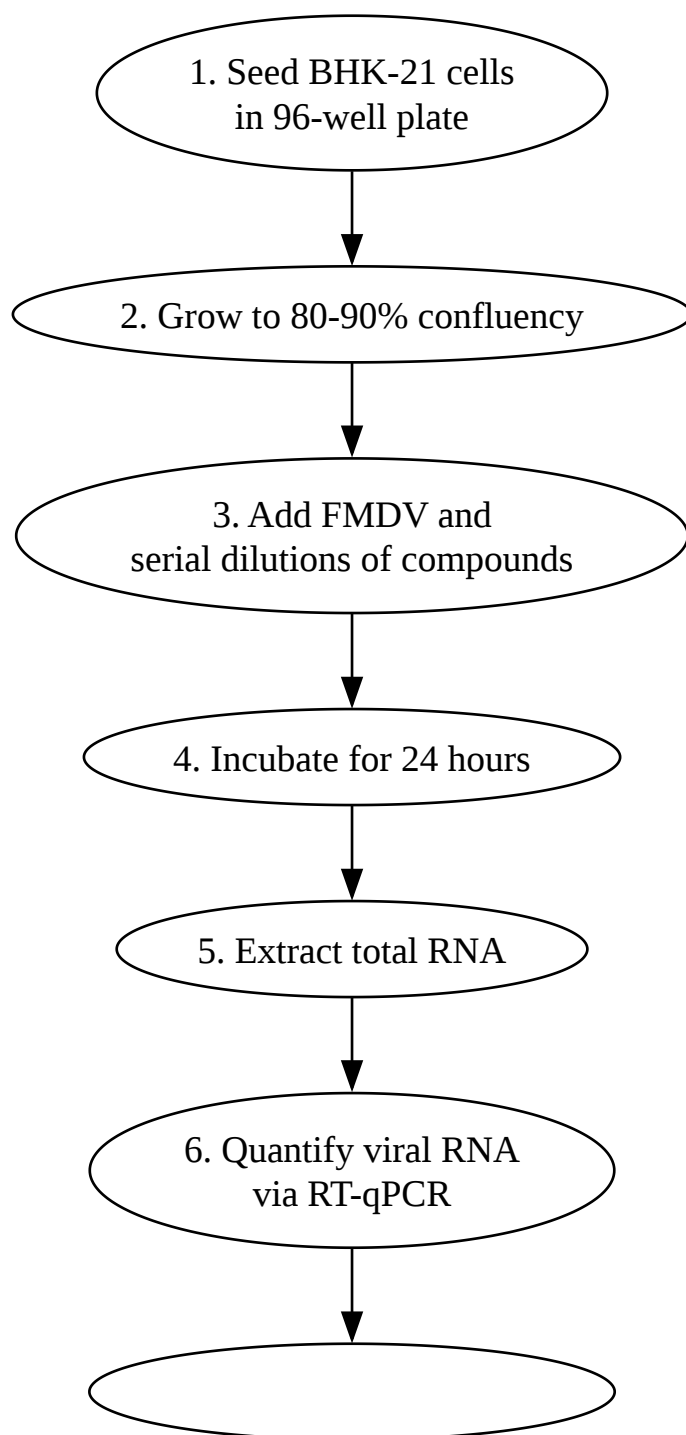 1. Seed BHK-21 cells
in 96-well plate
2. Grow to 80-90% confluency
3. Add FMDV and
serial dilutions of compounds
4. Incubate for 24 hours
5. Extract total RNA
6. Quantify viral RNA
via RT-qPCR